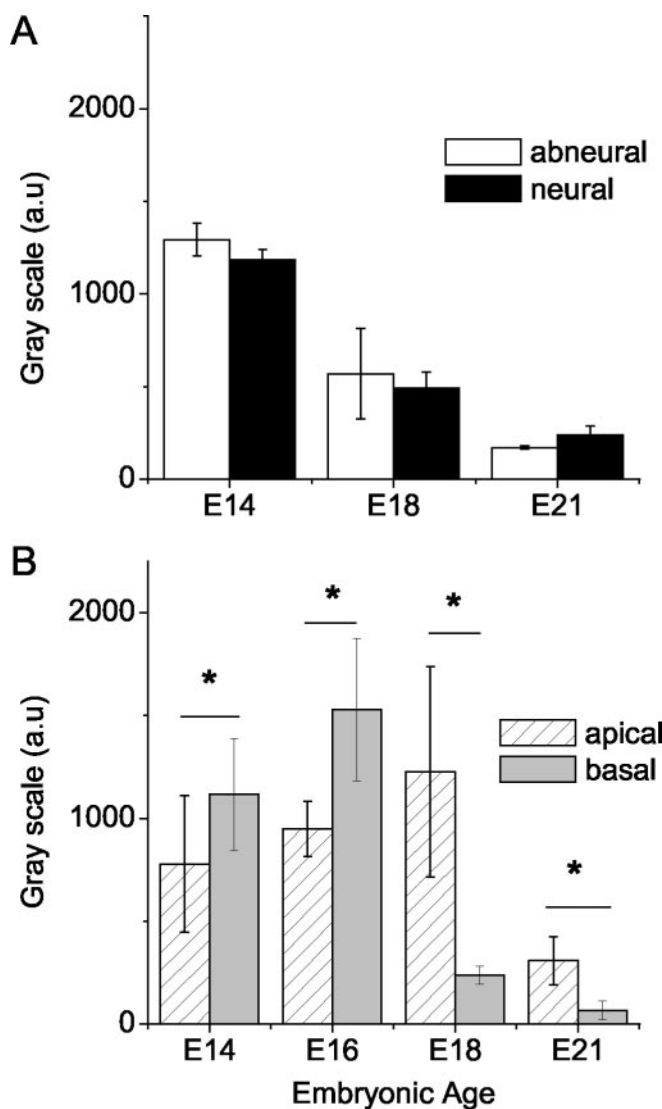 A
Gray scale (a.u)
2000
1000
0
abneural
neural
E14 E18 E21
B
Gray scale (a.u)
2000
1000
0
* * * *
apical
basal
E14 E16 E18 E21
Embryonic Age